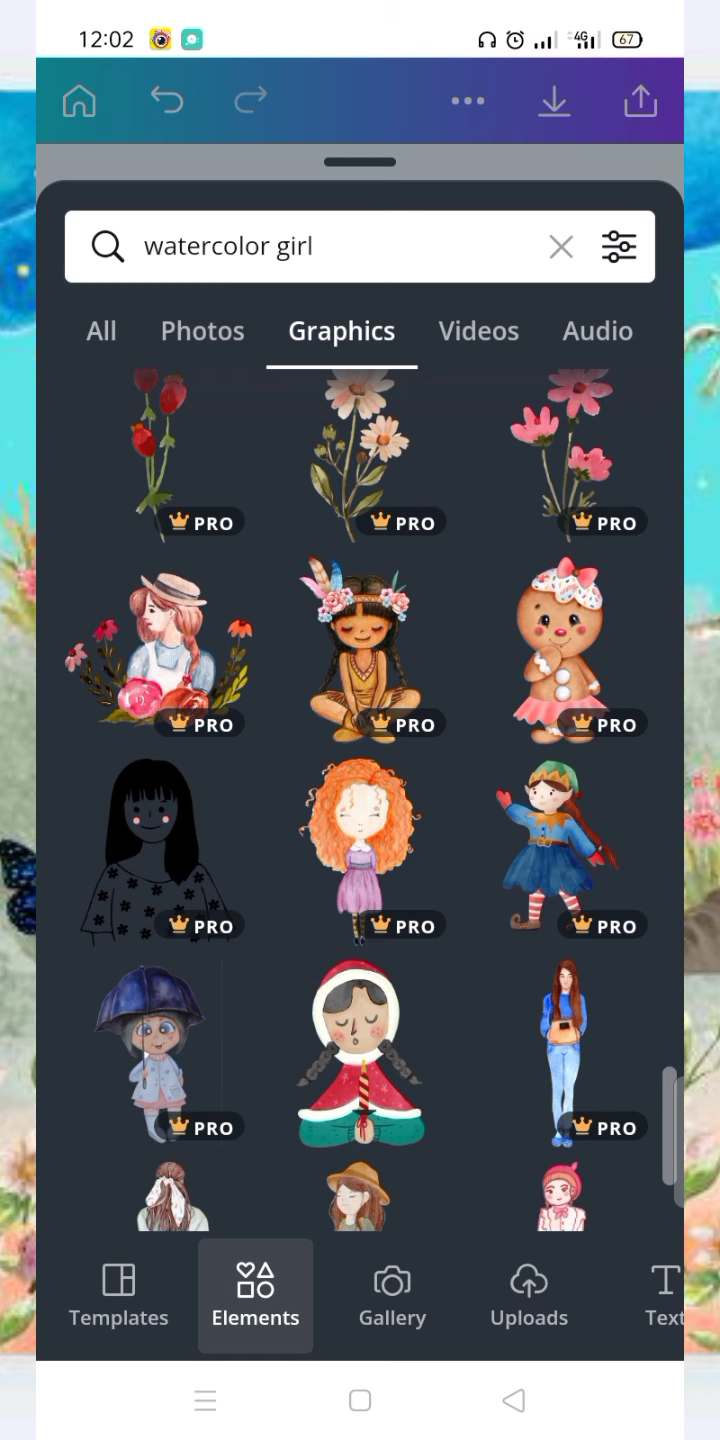 12:02 4G 67
watercolor girl
All Photos Graphics Videos Audio
PRO PRO PRO
PRO PRO PRO
PRO PRO PRO
PRO PRO
Templates Elements Gallery Uploads Text